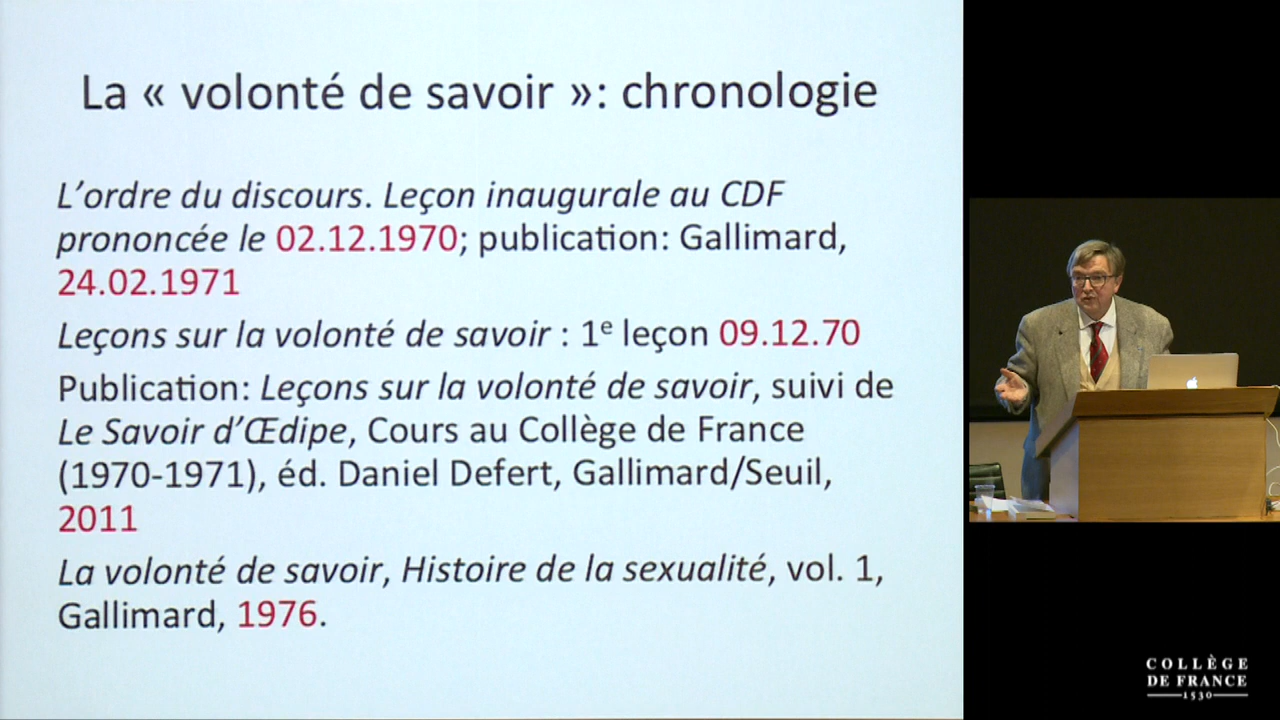 La « volonté de savoir »: chronologie
L’ordre du discours. Leçon inaugurale au CDF
prononcée le 02.12.1970; publication: Gallimard,
24.02.1971
Leçons sur la volonté de savoir : 1e leçon 09.12.70
Publication: Leçons sur la volonté de savoir, suivi de
Le Savoir d’Œdipe, Cours au Collège de France
(1970-1971), éd. Daniel Defert, Gallimard/Seuil,
2011
La volonté de savoir, Histoire de la sexualité, vol. 1,
Gallimard, 1976.
COLLÈGE
DE FRANCE
1530